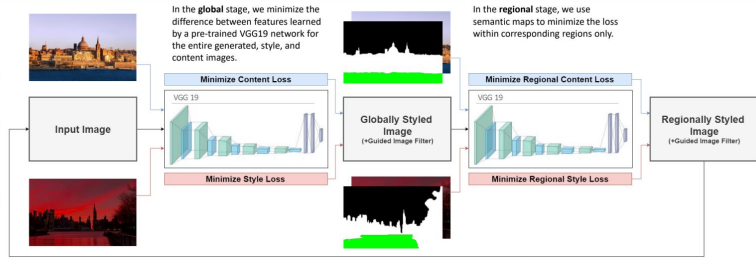 In the global stage, we minimize the
difference between features learned
by a pre-trained VGG19 network for
the entire generated, style, and
content images.
In the regional stage, we use
semantic maps to minimize the loss
within corresponding regions only.
Minimize Content Loss
Minimize Regional Content Loss
VGG 19
VGG 19
Input Image
Globally Styled
Image
(+Guided Image Filter)
Regionally Styled
Image
(+Guided Image Filter)
Minimize Style Loss
Minimize Regional Style Loss